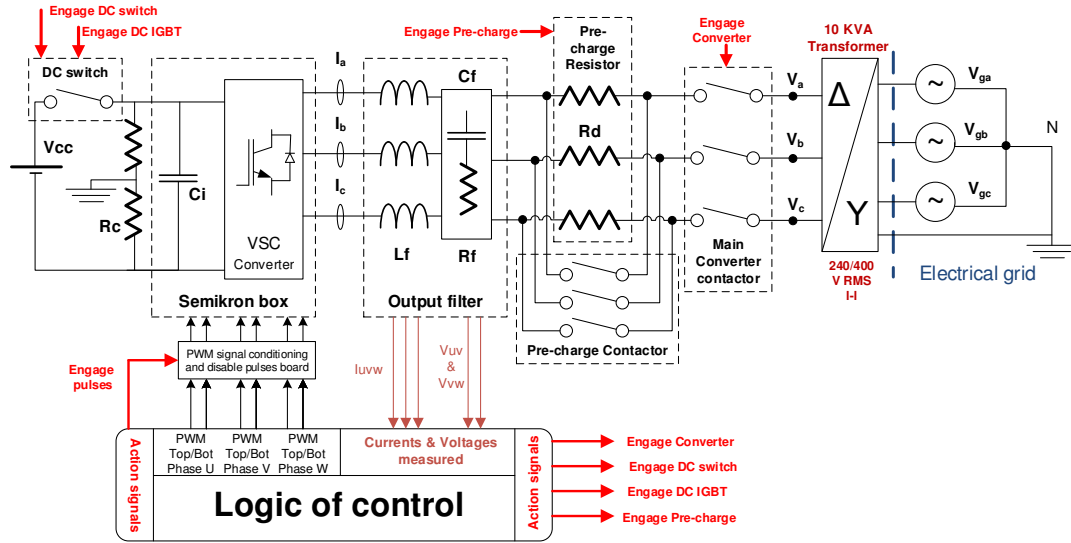 Engage DC switch
Engage DC IGBT
DC switch
Vcc
Rc
Ci
VSC
Converter
Semikron box
Ia
Ib
Ic
Lf
Cf
Rf
Output filter
Engage Pre-charge
Pre-
charge
Resistor
Rd
Pre-charge Contactor
Engage
Converter
Main
Converter
contactor
Va
Vb
Vc
10 KVA
Transformer
Δ
Y
240/400
V RMS
l-l
Vga
Vgb
Vgc
~
~
~
N
Electrical grid
PWM signal conditioning
and disable pulses board
Engage
pulses
Iuvw
Vuv
&
Vvw
Action signals
PWM
Top/Bot
Phase U
PWM
Top/Bot
Phase V
PWM
Top/Bot
Phase W
Currents & Voltages
measured
Logic of control
Action signals
Engage Converter
Engage DC switch
Engage DC IGBT
Engage Pre-charge